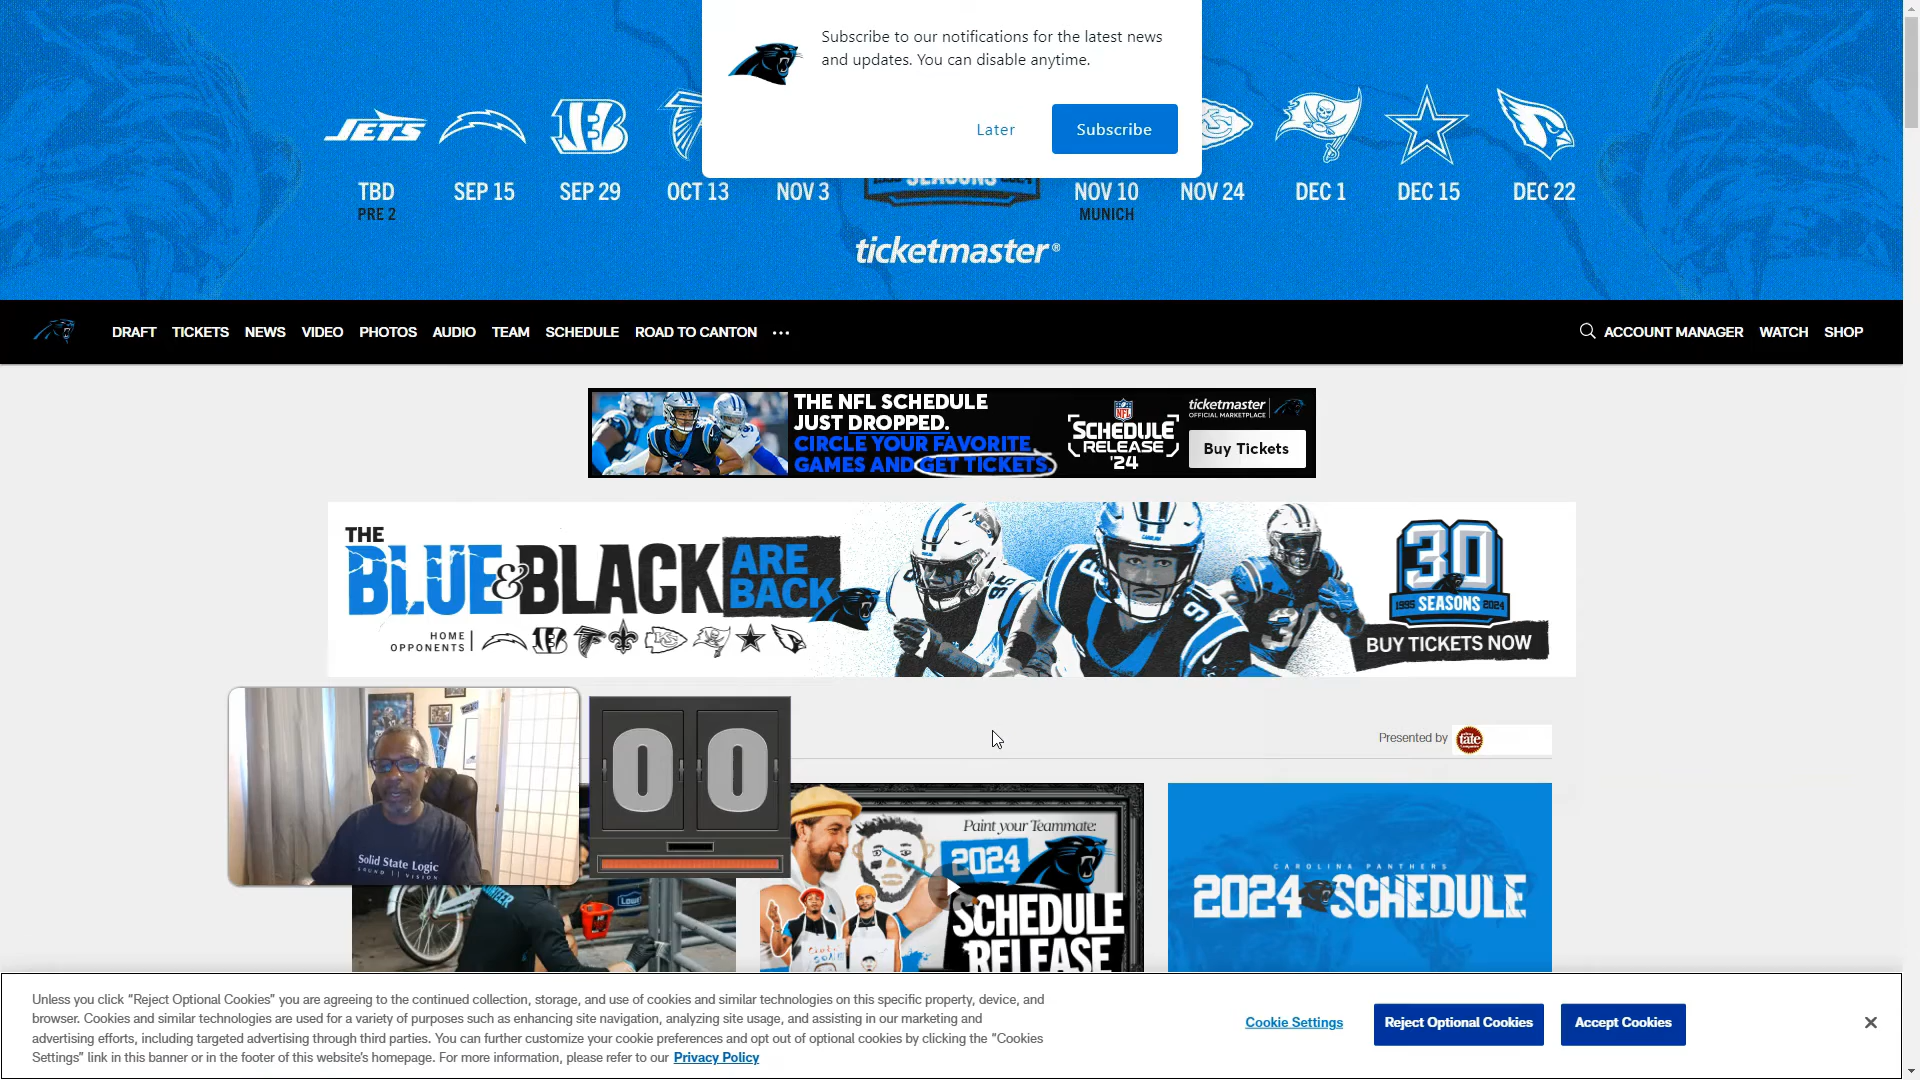 Subscribe to our notifications for the latest news
and updates. You can disable anytime.
Later
Subscribe
JETS
TBD
SEP 15
SEP 29
OCT 13
NOV 3
NOV 10
NOV 24
DEC 1
DEC 15
DEC 22
PRE 2
MUNICH
ticketmaster®
DRAFT
TICKETS
NEWS
VIDEO
PHOTOS
AUDIO
TEAM
SCHEDULE
ROAD TO CANTON
ACCOUNT MANAGER
WATCH
SHOP
THE NFL SCHEDULE
JUST DROPPED.
CIRCLE YOUR FAVORITE
GAMES AND GET TICKETS.
NFL
SCHEDULE
RELEASE
'24
ticketmaster
OFFICIAL MARKETPLACE
Buy Tickets
THE
BLUE & BLACK
ARE
BACK
HOME
OPPONENTS
30
1995 SEASONS 2024
BUY TICKETS NOW
Presented by
tate
00
Solid State Logic
SOUND || VISION
LOWE'S
Paint your Teammate:
2024
SCHEDULE
RELEASE
CAROLINA PANTHERS
2024 SCHEDULE
Unless you click "Reject Optional Cookies" you are agreeing to the continued collection, storage, and use of cookies and similar technologies on this specific property, device, and
browser. Cookies and similar technologies are used for a variety of purposes such as enhancing site navigation, analyzing site usage, and assisting in our marketing and
advertising efforts, including targeted advertising through third parties. You can further customize your cookie preferences and opt out of optional cookies by clicking the "Cookies
Settings" link in this banner or in the footer of this website's homepage. For more information, please refer to our Privacy Policy
Cookie Settings
Reject Optional Cookies
Accept Cookies